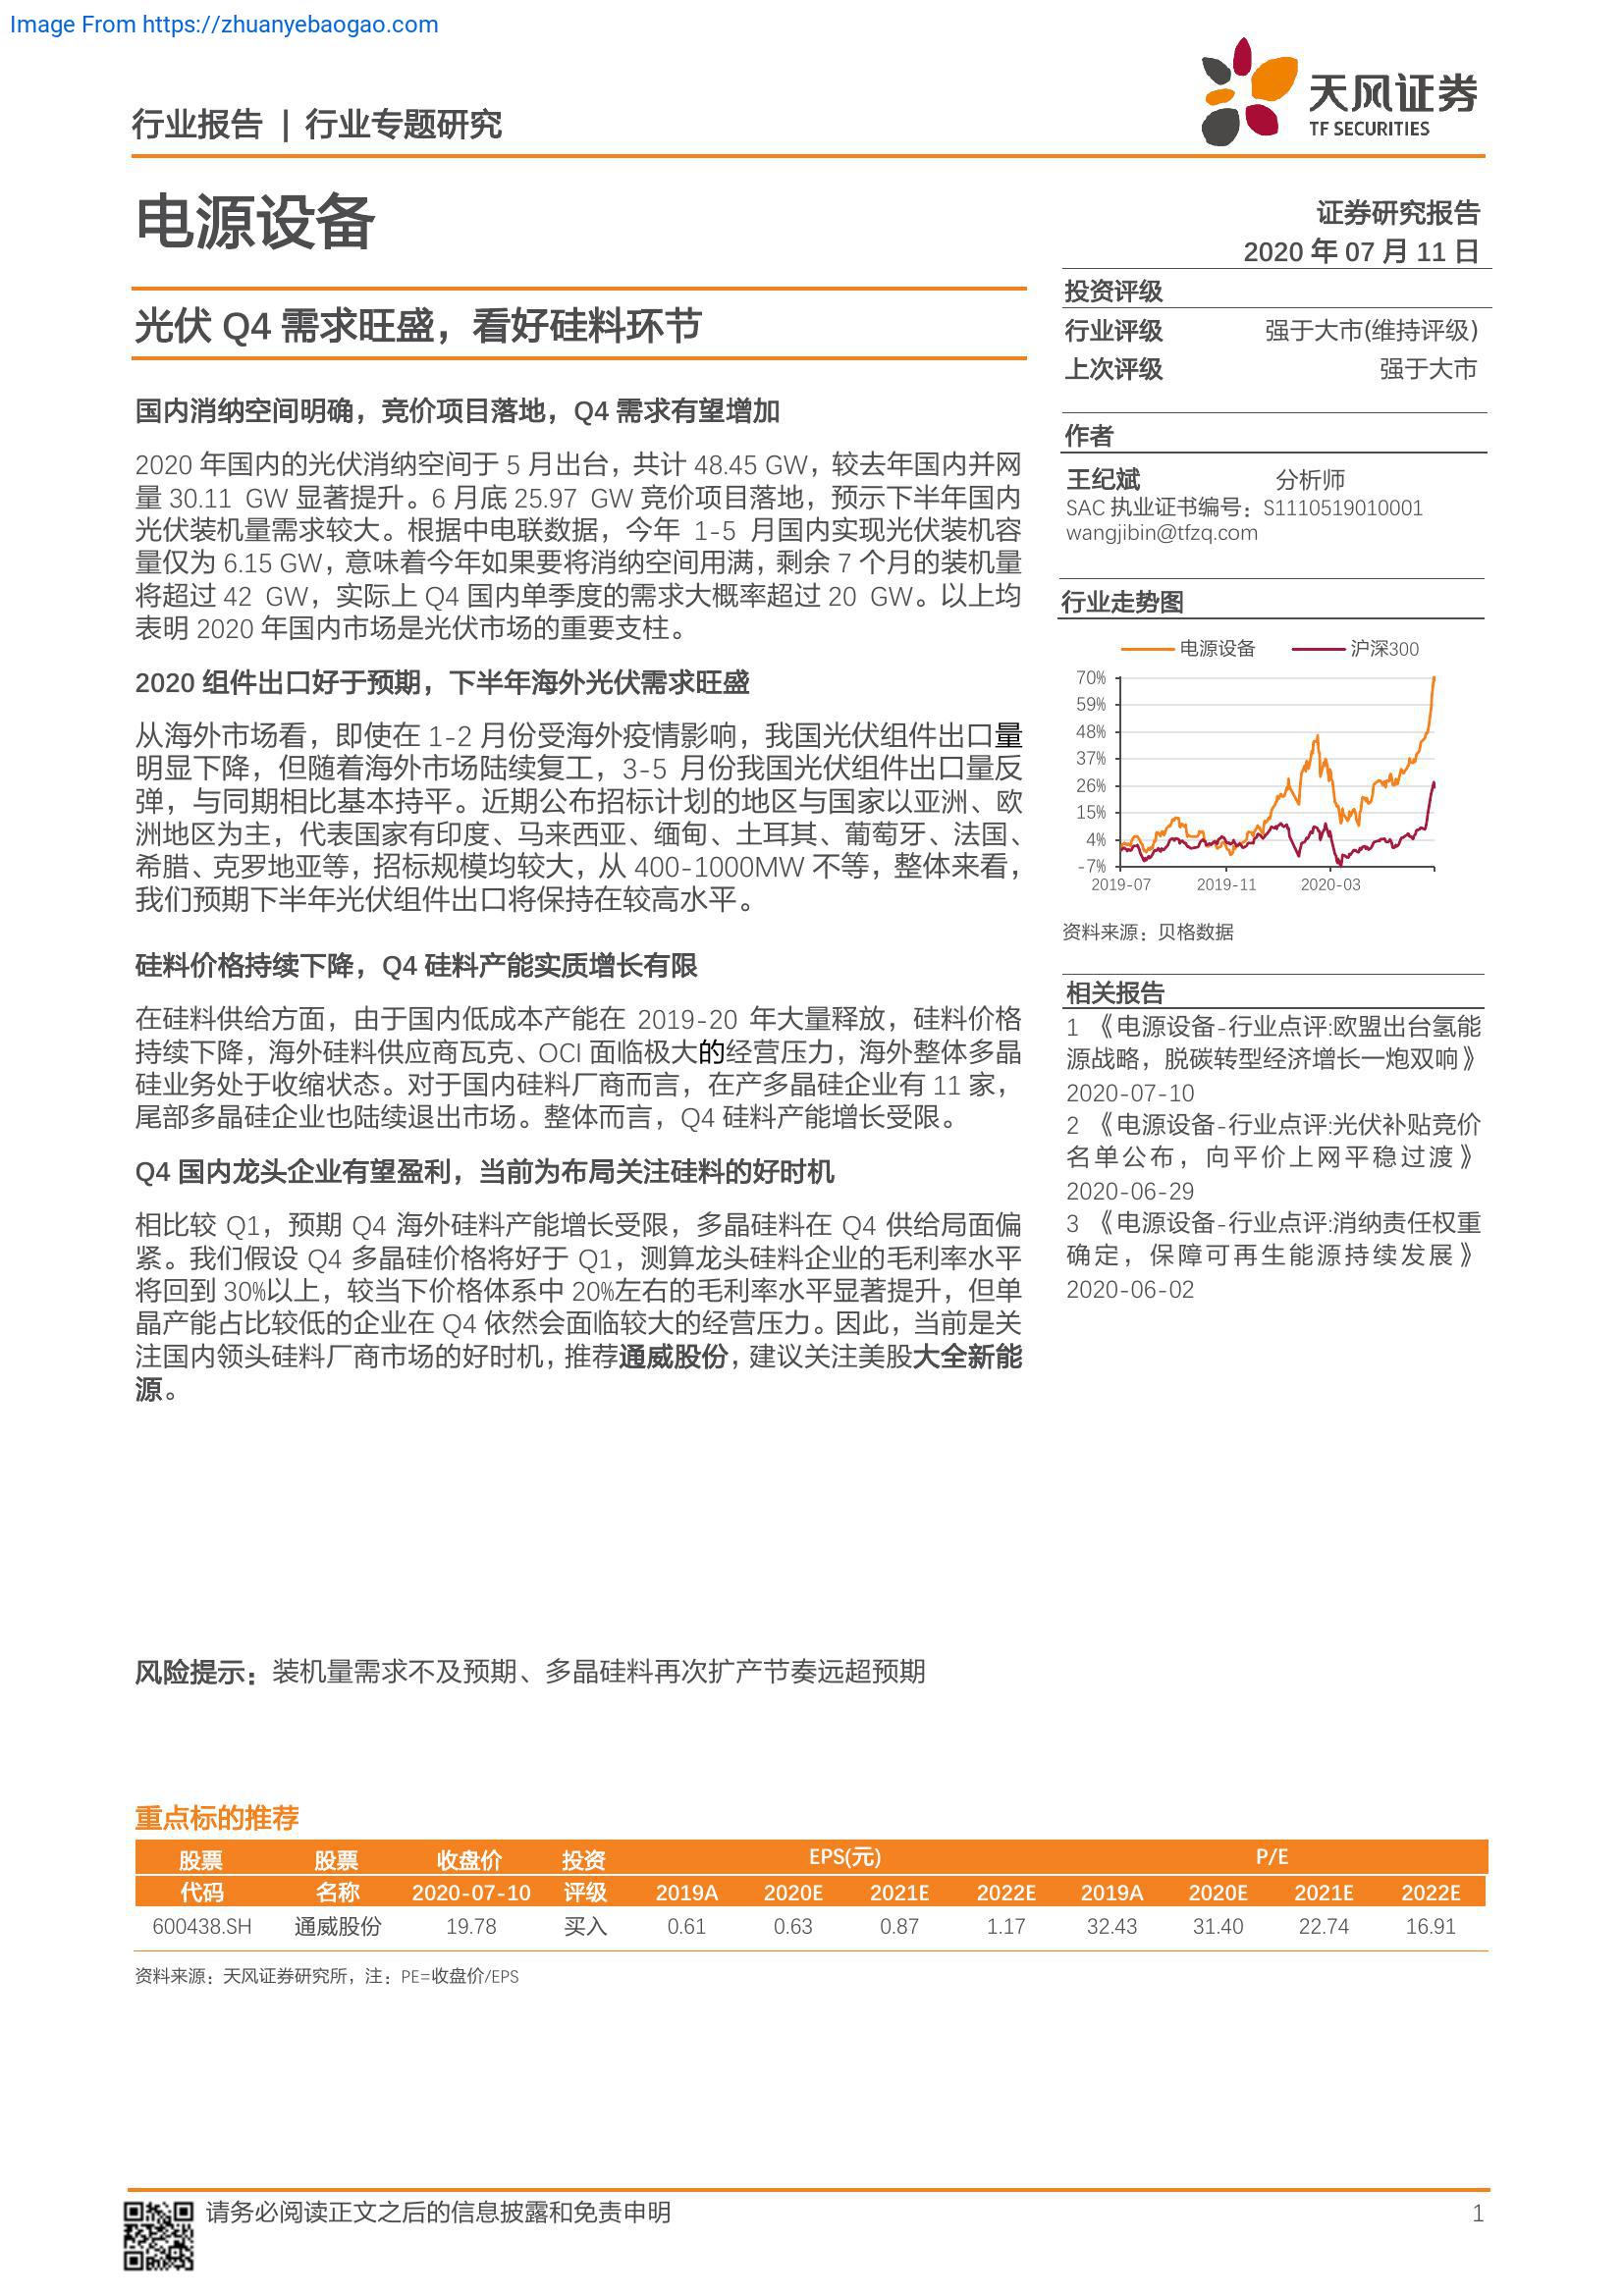 Image From https://zhuanyebaogao.com
行业报告 | 行业专题研究
天风证券
TF SECURITIES
电源设备
证券研究报告
2020 年 07 月 11 日
光伏 Q4 需求旺盛，看好硅料环节
国内消纳空间明确，竞价项目落地，Q4 需求有望增加
2020 年国内的光伏消纳空间于 5 月出台，共计 48.45 GW，较去年国内并网
量 30.11 GW 显著提升。6 月底 25.97 GW 竞价项目落地，预示下半年国内
光伏装机量需求较大。根据中电联数据，今年 1-5 月国内实现光伏装机容
量仅为 6.15 GW，意味着今年如果要将消纳空间用满，剩余 7 个月的装机量
将超过 42 GW，实际上 Q4 国内单季度的需求大概率超过 20 GW。以上均
表明 2020 年国内市场是光伏市场的重要支柱。
2020 组件出口好于预期，下半年海外光伏需求旺盛
从海外市场看，即使在 1-2 月份受海外疫情影响，我国光伏组件出口量
明显下降，但随着海外市场陆续复工，3-5 月份我国光伏组件出口量反
弹，与同期相比基本持平。近期公布招标计划的地区与国家以亚洲、欧
洲地区为主，代表国家有印度、马来西亚、缅甸、土耳其、葡萄牙、法国、
希腊、克罗地亚等，招标规模均较大，从 400-1000MW 不等，整体来看，
我们预期下半年光伏组件出口将保持在较高水平。
硅料价格持续下降，Q4 硅料产能实质增长有限
在硅料供给方面，由于国内低成本产能在 2019-20 年大量释放，硅料价格
持续下降，海外硅料供应商瓦克、OCI 面临极大的经营压力，海外整体多晶
硅业务处于收缩状态。对于国内硅料厂商而言，在产多晶硅企业有 11 家，
尾部多晶硅企业也陆续退出市场。整体而言，Q4 硅料产能增长受限。
Q4 国内龙头企业有望盈利，当前为布局关注硅料的好时机
相比较 Q1，预期 Q4 海外硅料产能增长受限，多晶硅料在 Q4 供给局面偏
紧。我们假设 Q4 多晶硅价格将好于 Q1，测算龙头硅料企业的毛利率水平
将回到 30%以上，较当下价格体系中 20%左右的毛利率水平显著提升，但单
晶产能占比较低的企业在 Q4 依然会面临较大的经营压力。因此，当前是关
注国内领头硅料厂商市场的好时机，推荐通威股份，建议关注美股大全新能
源。
风险提示：装机量需求不及预期、多晶硅料再次扩产节奏远超预期
投资评级
行业评级 强于大市(维持评级)
上次评级 强于大市
作者
王纪斌 分析师
SAC 执业证书编号：S1110519010001
wangjibin@tfzq.com
行业走势图
电源设备 沪深300
70%
59%
48%
37%
26%
15%
4%
-7%
2019-07 2019-11 2020-03
资料来源：贝格数据
相关报告
1 《电源设备-行业点评:欧盟出台氢能
源战略，脱碳转型经济增长一炮双响》
2020-07-10
2 《电源设备-行业点评:光伏补贴竞价
名单公布，向平价上网平稳过渡》
2020-06-29
3 《电源设备-行业点评:消纳责任权重
确定，保障可再生能源持续发展》
2020-06-02
重点标的推荐
股票 股票 收盘价 投资 EPS(元) P/E
代码 名称 2020-07-10 评级 2019A 2020E 2021E 2022E 2019A 2020E 2021E 2022E
600438.SH 通威股份 19.78 买入 0.61 0.63 0.87 1.17 32.43 31.40 22.74 16.91
资料来源：天风证券研究所，注：PE=收盘价/EPS
请务必阅读正文之后的信息披露和免责申明 1